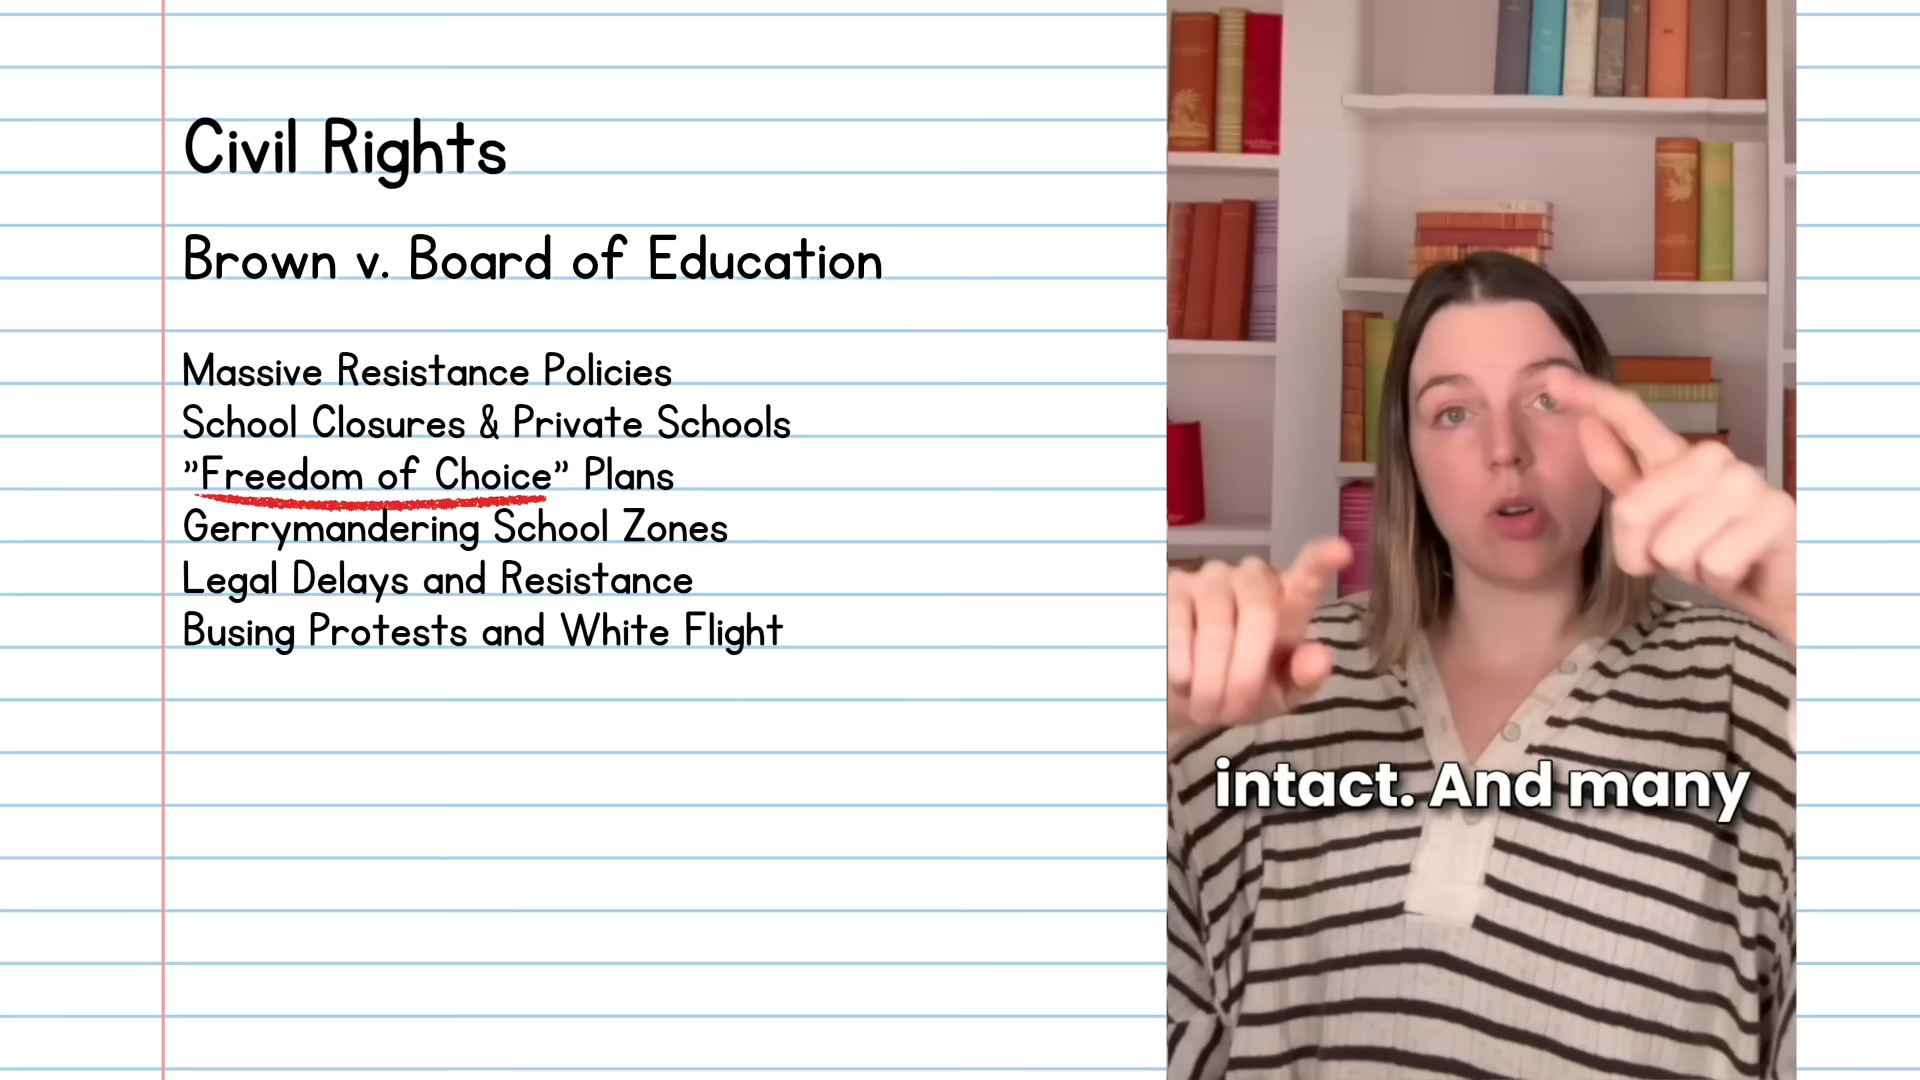 Civil Rights
Brown v. Board of Education
Massive Resistance Policies
School Closures & Private Schools
”Freedom of Choice” Plans
Gerrymandering School Zones
Legal Delays and Resistance
Busing Protests and White Flight
intact. And many